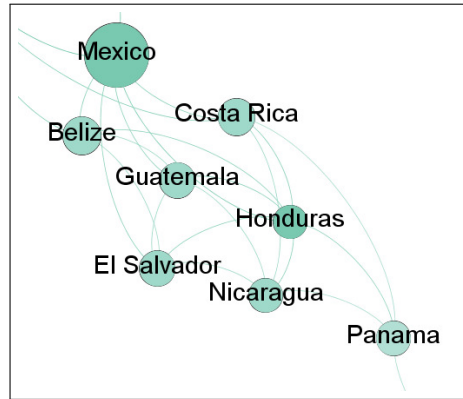 Mexico
Costa Rica
Belize
Guatemala
Honduras
El Salvador
Nicaragua
Panama